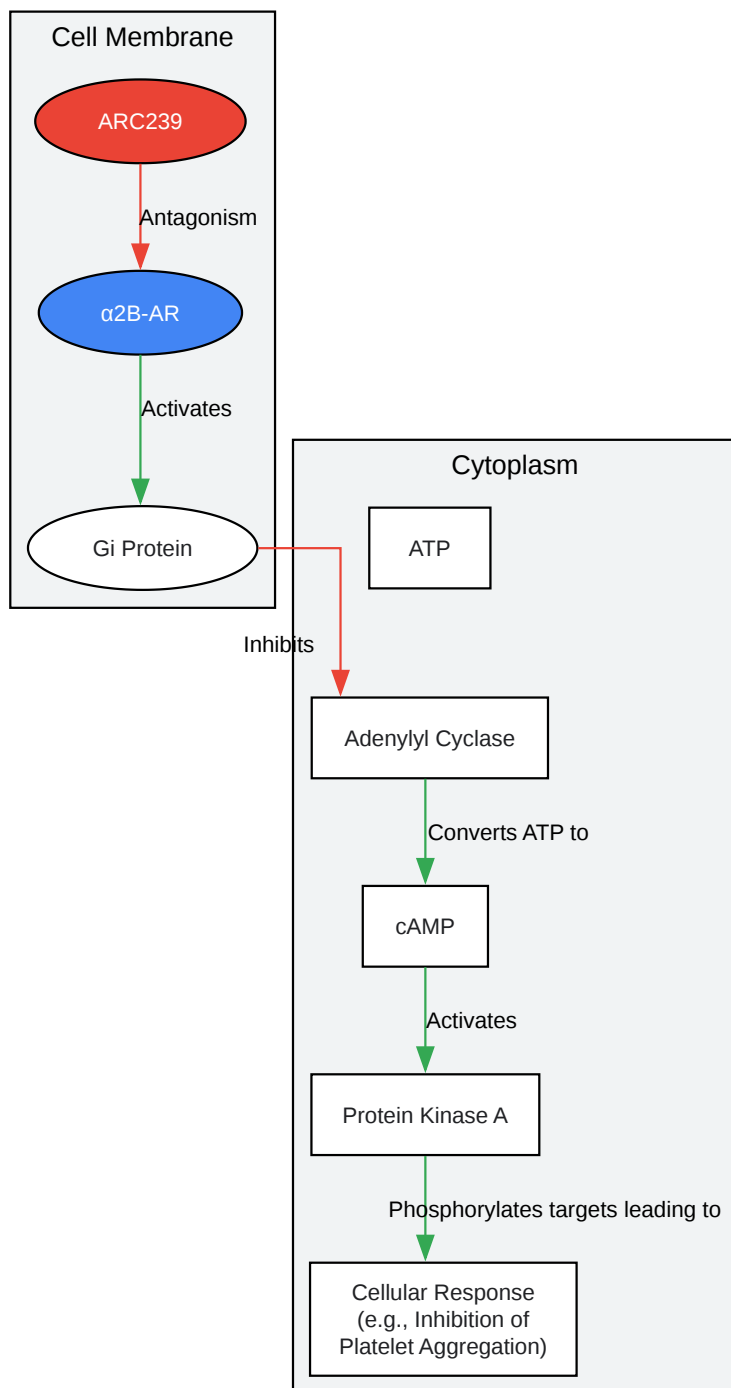 Cell Membrane
ARC239
Antagonism
α2B-AR
Activates
Gi Protein
Inhibits
Cytoplasm
ATP
Adenylyl Cyclase
Converts ATP to
cAMP
Activates
Protein Kinase A
Phosphorylates targets leading to
Cellular Response
(e.g., Inhibition of
Platelet Aggregation)